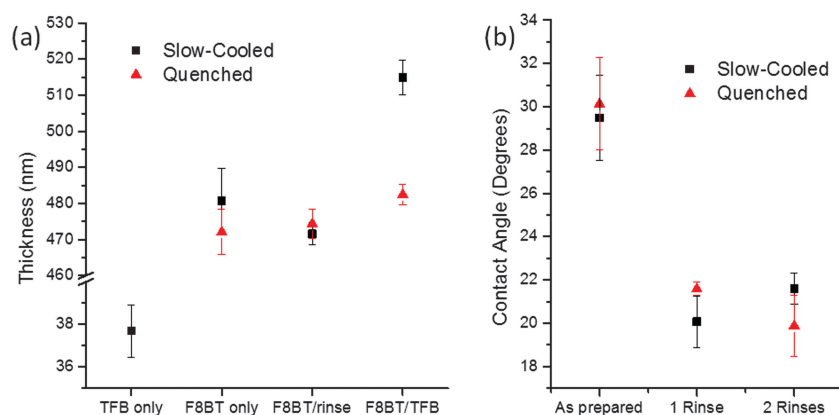 (a)
Slow-Cooled
Quenched
Thickness (nm)
530
520
510
500
490
480
470
460
38
37
36
TFB only
F8BT only
F8BT/rinse
F8BT/TFB
(b)
Slow-Cooled
Quenched
Contact Angle (Degrees)
34
32
30
28
26
24
22
20
18
As prepared
1 Rinse
2 Rinses